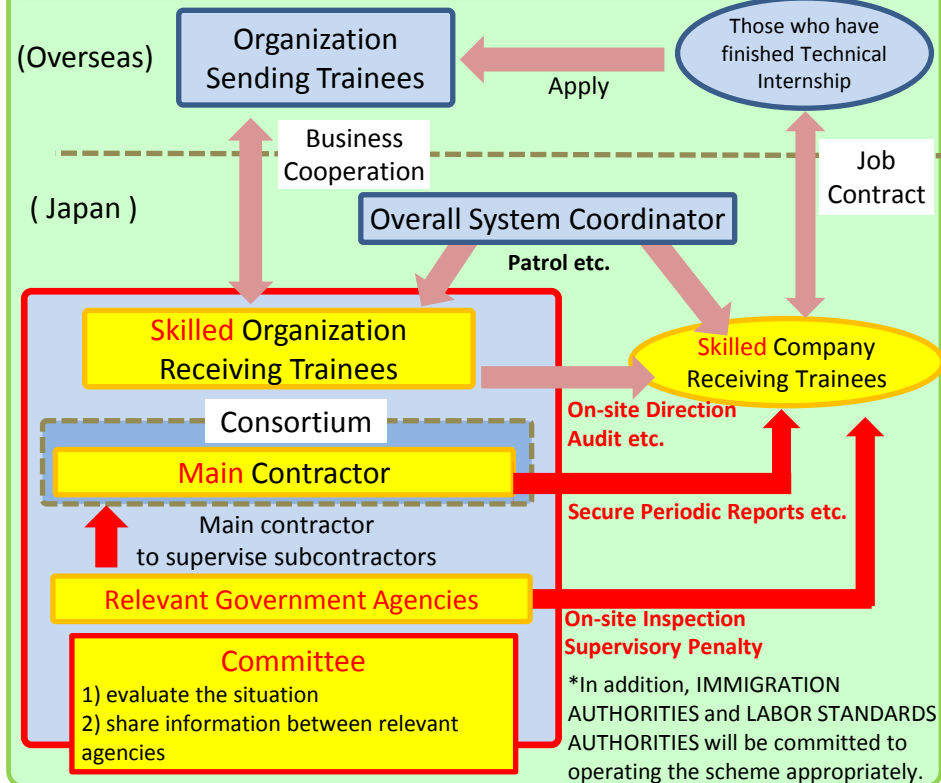 (Overseas)
Organization
Sending Trainees
Those who have
finished Technical
Internship
Apply
Business
Cooperation
Job
Contract
( Japan )
Overall System Coordinator
Patrol etc.
Skilled Organization
Receiving Trainees
Skilled Company
Receiving Trainees
On-site Direction
Audit etc.
Consortium
Main Contractor
Secure Periodic Reports etc.
Main contractor
to supervise subcontractors
Relevant Government Agencies
On-site Inspection
Supervisory Penalty
Committee
1) evaluate the situation
2) share information between relevant
agencies
*In addition, IMMIGRATION
AUTHORITIES and LABOR STANDARDS
AUTHORITIES will be committed to
operating the scheme appropriately.